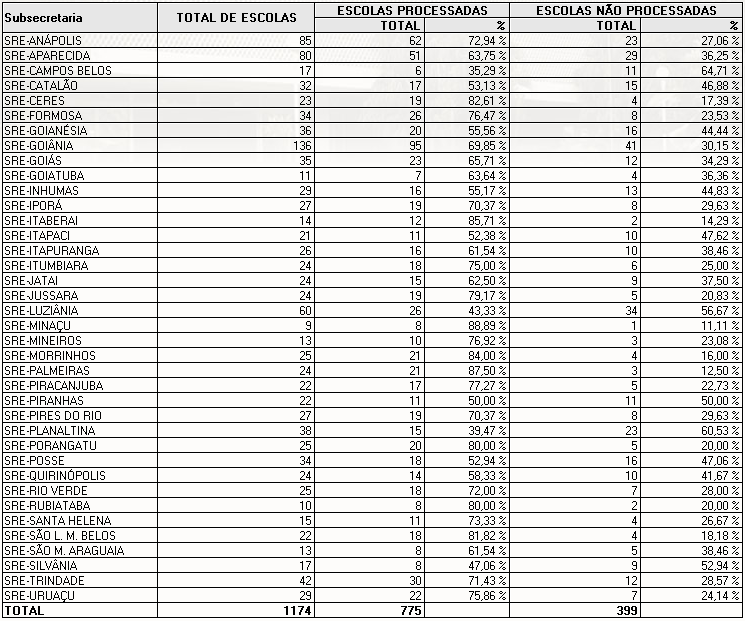 Subsecretaria TOTAL DE ESCOLAS ESCOLAS PROCESSADAS ESCOLAS NÃO PROCESSADAS
TOTAL % TOTAL %
SRE-ANÁPOLIS 85 62 72,94 % 23 27,06 %
SRE-APARECIDA 80 51 63,75 % 29 36,25 %
SRE-CAMPOS BELOS 17 6 35,29 % 11 64,71 %
SRE-CATALÃO 32 17 53,13 % 15 46,88 %
SRE-CERES 23 19 82,61 % 4 17,39 %
SRE-FORMOSA 34 26 76,47 % 8 23,53 %
SRE-GOIANÉSIA 36 20 55,56 % 16 44,44 %
SRE-GOIÂNIA 136 95 69,85 % 41 30,15 %
SRE-GOIÁS 35 23 65,71 % 12 34,29 %
SRE-GOIATUBA 11 7 63,64 % 4 36,36 %
SRE-INHUMAS 29 16 55,17 % 13 44,83 %
SRE-IPORÁ 27 19 70,37 % 8 29,63 %
SRE-ITABERAI 14 12 85,71 % 2 14,29 %
SRE-ITAPACI 21 11 52,38 % 10 47,62 %
SRE-ITAPURANGA 26 16 61,54 % 10 38,46 %
SRE-ITUMBIARA 24 18 75,00 % 6 25,00 %
SRE-JATAI 24 15 62,50 % 9 37,50 %
SRE-JUSSARA 24 19 79,17 % 5 20,83 %
SRE-LUZIÂNIA 60 26 43,33 % 34 56,67 %
SRE-MINAÇU 9 8 88,89 % 1 11,11 %
SRE-MINEIROS 13 10 76,92 % 3 23,08 %
SRE-MORRINHOS 25 21 84,00 % 4 16,00 %
SRE-PALMEIRAS 24 21 87,50 % 3 12,50 %
SRE-PIRACANJUBA 22 17 77,27 % 5 22,73 %
SRE-PIRANHAS 22 11 50,00 % 11 50,00 %
SRE-PIRES DO RIO 27 19 70,37 % 8 29,63 %
SRE-PLANALTINA 38 15 39,47 % 23 60,53 %
SRE-PORANGATU 25 20 80,00 % 5 20,00 %
SRE-POSSE 34 18 52,94 % 16 47,06 %
SRE-QUIRINÓPOLIS 24 14 58,33 % 10 41,67 %
SRE-RIO VERDE 25 18 72,00 % 7 28,00 %
SRE-RUBIATABA 10 8 80,00 % 2 20,00 %
SRE-SANTA HELENA 15 11 73,33 % 4 26,67 %
SRE-SÃO L. M. BELOS 22 18 81,82 % 4 18,18 %
SRE-SÃO M. ARAGUAIA 13 8 61,54 % 5 38,46 %
SRE-SILVÂNIA 17 8 47,06 % 9 52,94 %
SRE-TRINDADE 42 30 71,43 % 12 28,57 %
SRE-URUAÇU 29 22 75,86 % 7 24,14 %
TOTAL 1174 775 399